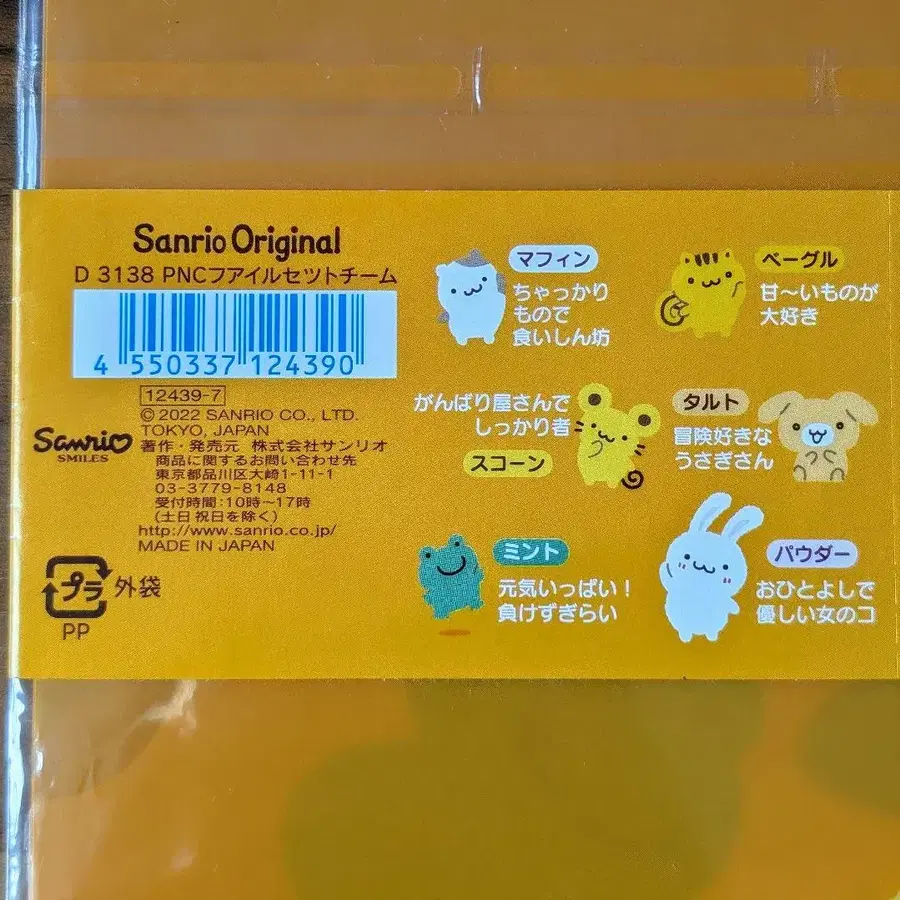 Sanrio Original
D 3138 PNCフアイルセツトチーム
4 550337 124390
12439-7
© 2022 SANRIO CO., LTD.
TOKYO, JAPAN
Sanrio
SMILES
著作・発売元 株式会社サンリオ
商品に関するお問い合わせ先
東京都品川区大崎1-11-1
03-3779-8148
受付時間:10時〜17時
(土日祝日を除く)
http://www.sanrio.co.jp/
MADE IN JAPAN
プラ
外袋
PP
マフィン
ちゃっかり
もので
食いしん坊
ベーグル
甘〜いものが
大好き
がんばり屋さんで
しっかり者
スコーン
タルト
冒険好きな
うさぎさん
ミント
元気いっぱい!
負けずぎらい
パウダー
おひとよしで
優しい女のコ